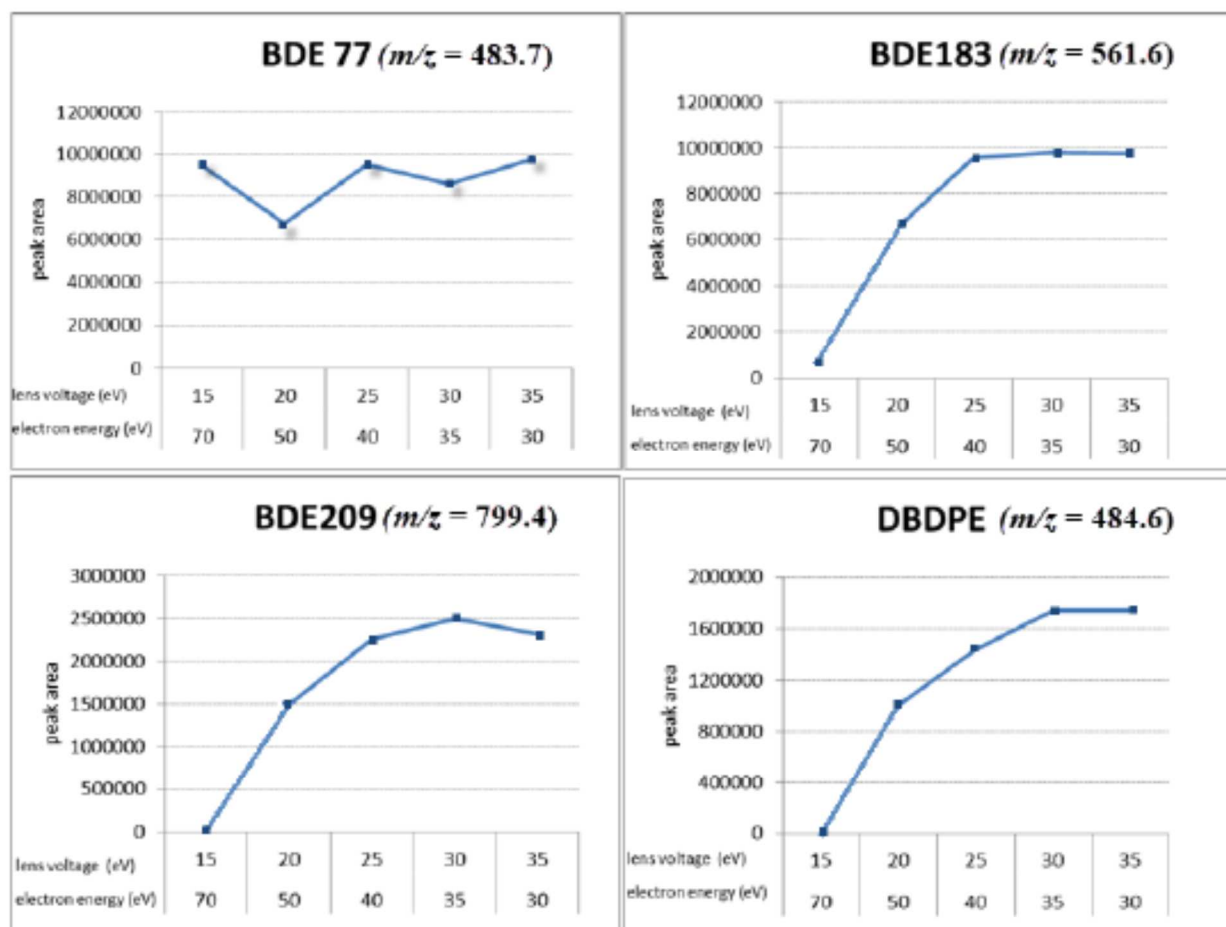 BDE 77 (m/z = 483.7)
12000000
10000000
8000000
6000000
4000000
2000000
0
peak area
lens voltage (eV) 15 20 25 30 35
electron energy (eV) 70 50 40 35 30
BDE183 (m/z = 561.6)
12000000
10000000
8000000
6000000
4000000
2000000
0
peak area
lens voltage (eV) 15 20 25 30 35
electron energy (eV) 70 50 40 35 30
BDE209 (m/z = 799.4)
3000000
2500000
2000000
1500000
1000000
500000
0
peak area
lens voltage (eV) 15 20 25 30 35
electron energy (eV) 70 50 40 35 30
DBDPE (m/z = 484.6)
2000000
1600000
1200000
800000
400000
0
peak area
lens voltage (eV) 15 20 25 30 35
electron energy (eV) 70 50 40 35 30